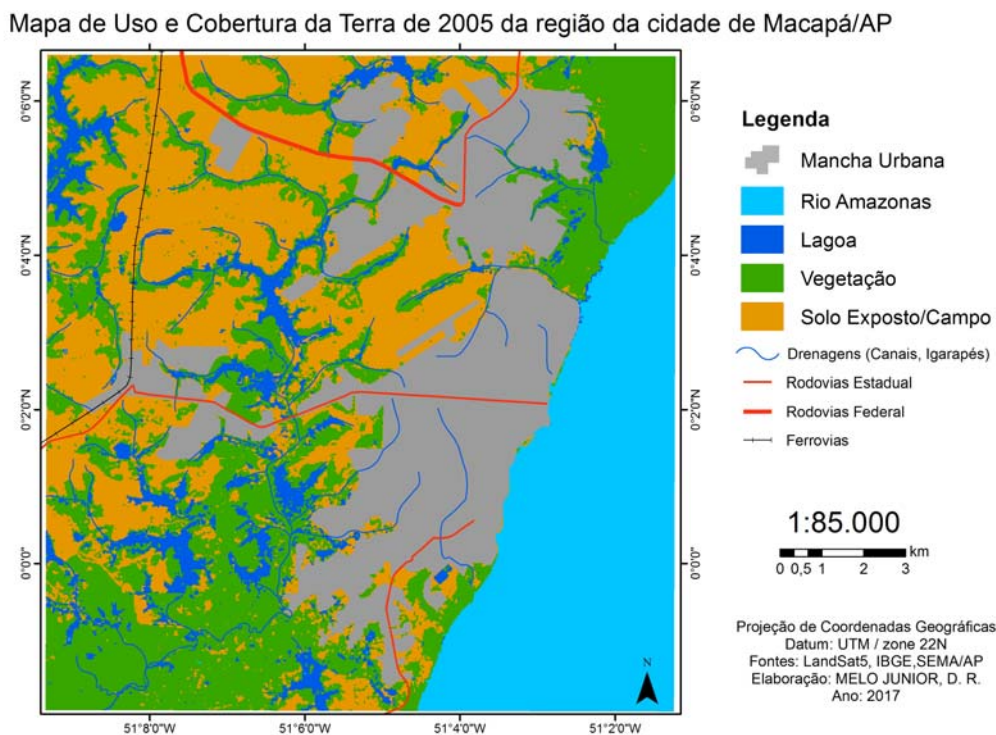 Mapa de Uso e Cobertura da Terra de 2005 da região da cidade de Macapá/AP
0°6'0"N
0°6'0"N
0°4'0"N
0°4'0"N
0°2'0"N
0°2'0"N
0°0'0"
0°0'0"
51°8'0"W
51°6'0"W
51°4'0"W
51°2'0"W
N
Legenda
Mancha Urbana
Rio Amazonas
Lagoa
Vegetação
Solo Exposto/Campo
Drenagens (Canais, Igarapés)
Rodovias Estadual
Rodovias Federal
Ferrovias
1:85.000
km
0 0,5 1 2 3
Projeção de Coordenadas Geográficas
Datum: UTM / zone 22N
Fontes: LandSat5, IBGE,SEMA/AP
Elaboração: MELO JUNIOR, D. R.
Ano: 2017